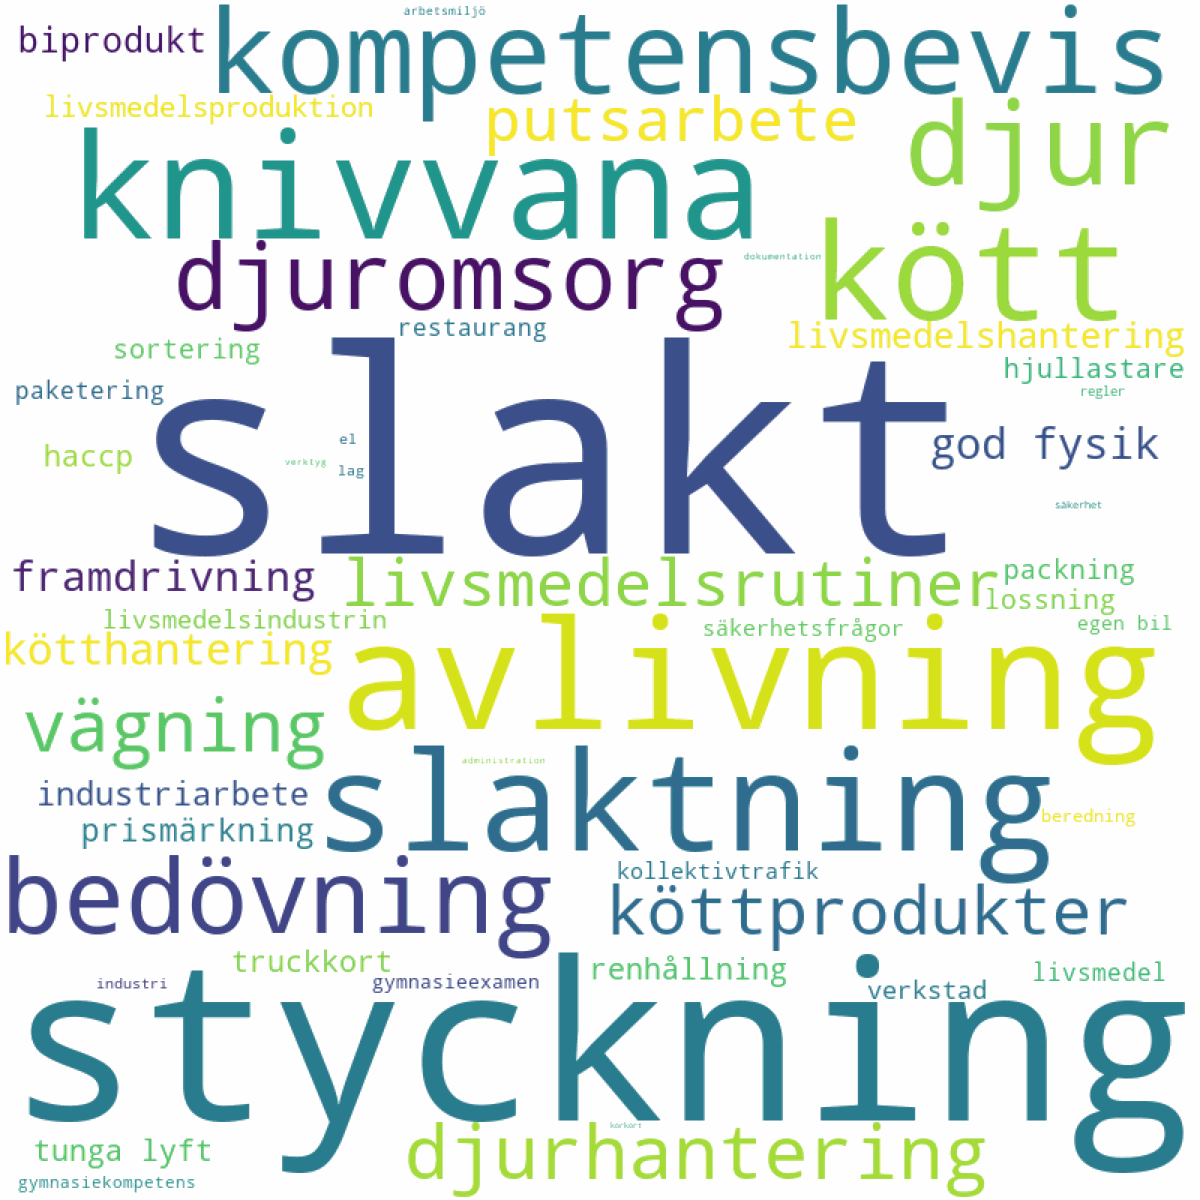 arbetsmiljö
biprodukt
kompetensbevis
livsmedelsproduktion
putsarbete
djur
knivvana
djuromsorg
dokumentation
kött
restaurang
livsmedelshantering
sortering
hjullastare
paketering
regler
slakt
el
god fysik
haccp
verktyg
lag
säkerhet
framdrivning
livsmedelsrutiner
packning
lossning
livsmedelsindustrin
säkerhetsfrågor
egen bil
kötthantering
avlivning
vägning
slaktning
administration
industriarbete
beredning
prismärkning
bedövning
kollektivtrafik
köttprodukter
truckkort
renhållning
livsmedel
industri
gymnasieexamen
verkstad
styckning
körkort
tunga lyft
djurhantering
gymnasiekompetens